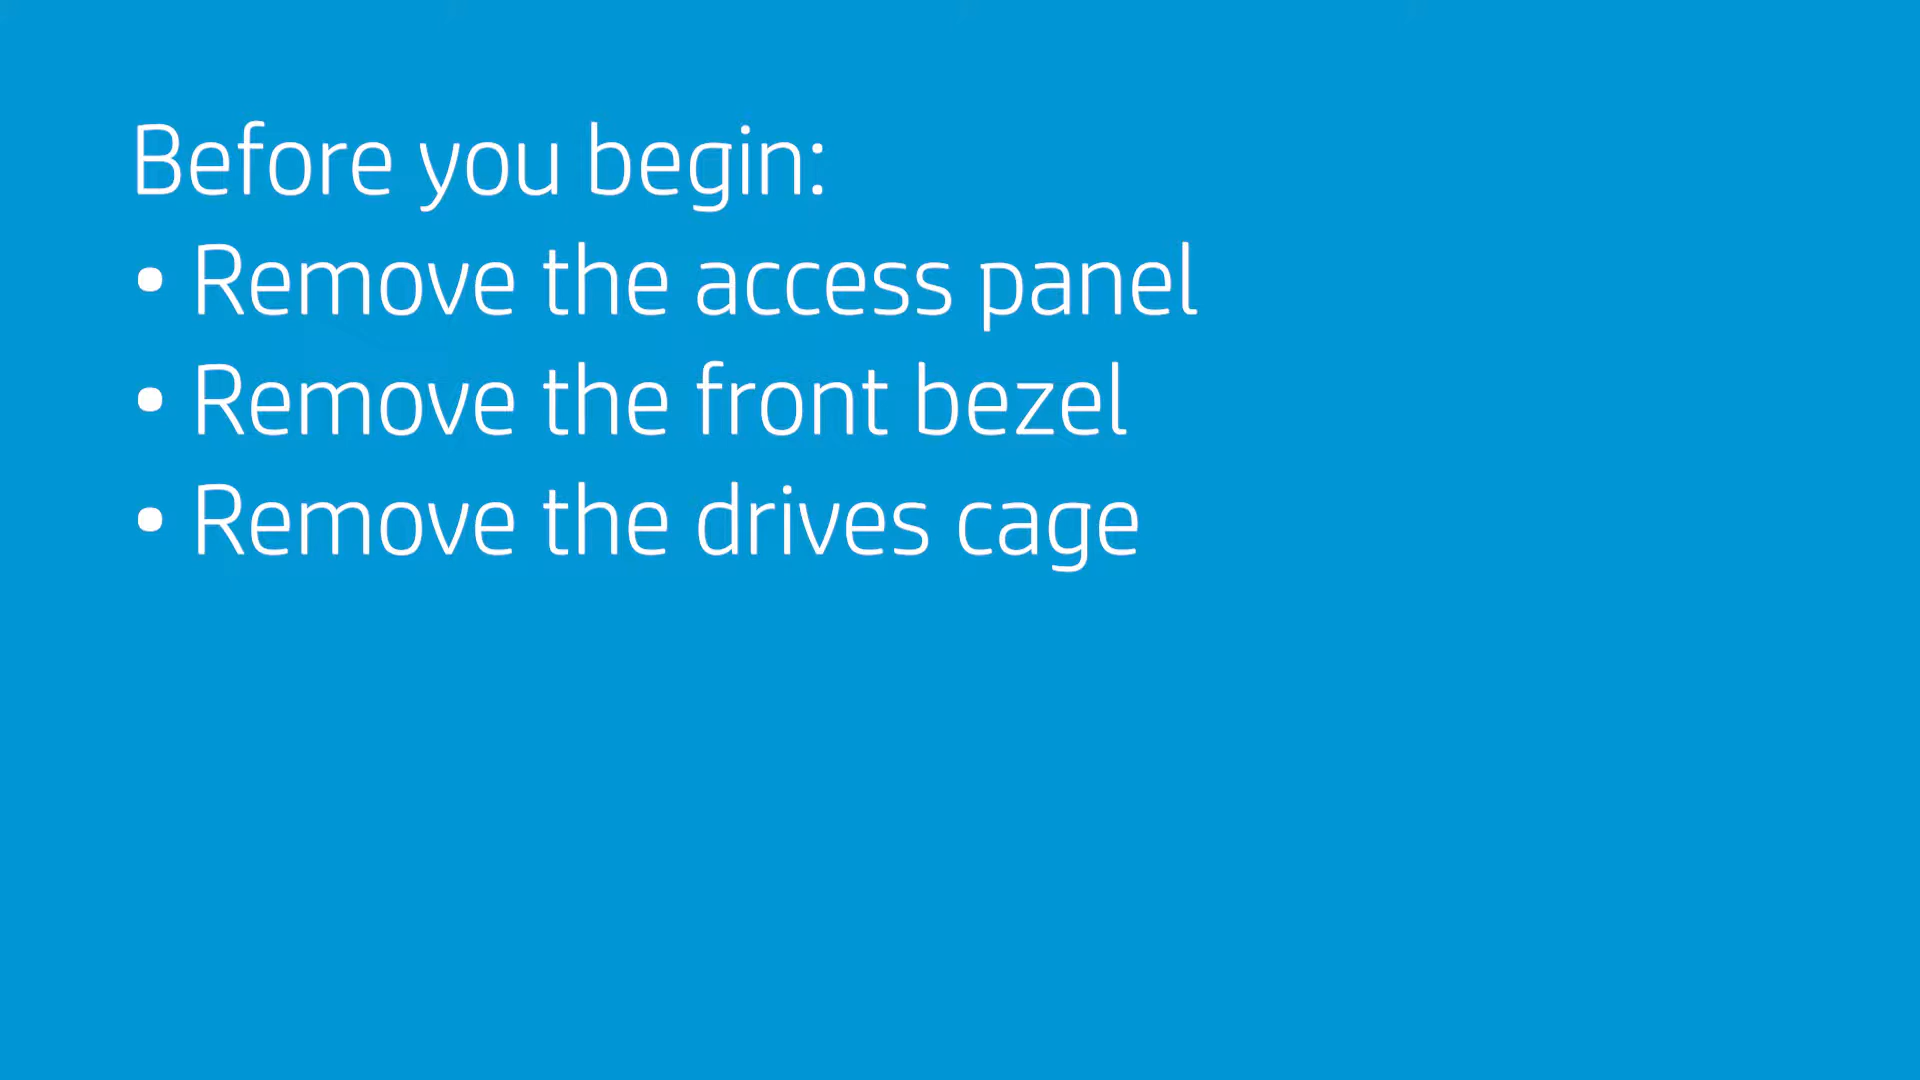 Before you begin:
• Remove the access panel
• Remove the front bezel
• Remove the drives cage